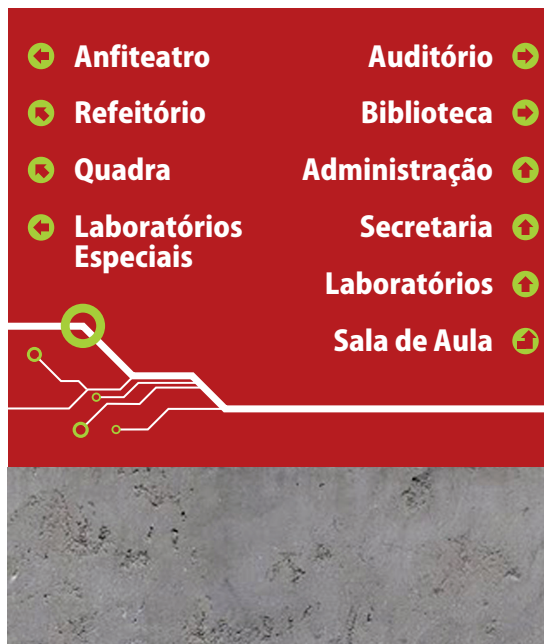 Anfiteatro
Refeitório
Quadra
Laboratórios
Especiais
Auditório
Biblioteca
Administração
Secretaria
Laboratórios
Sala de Aula